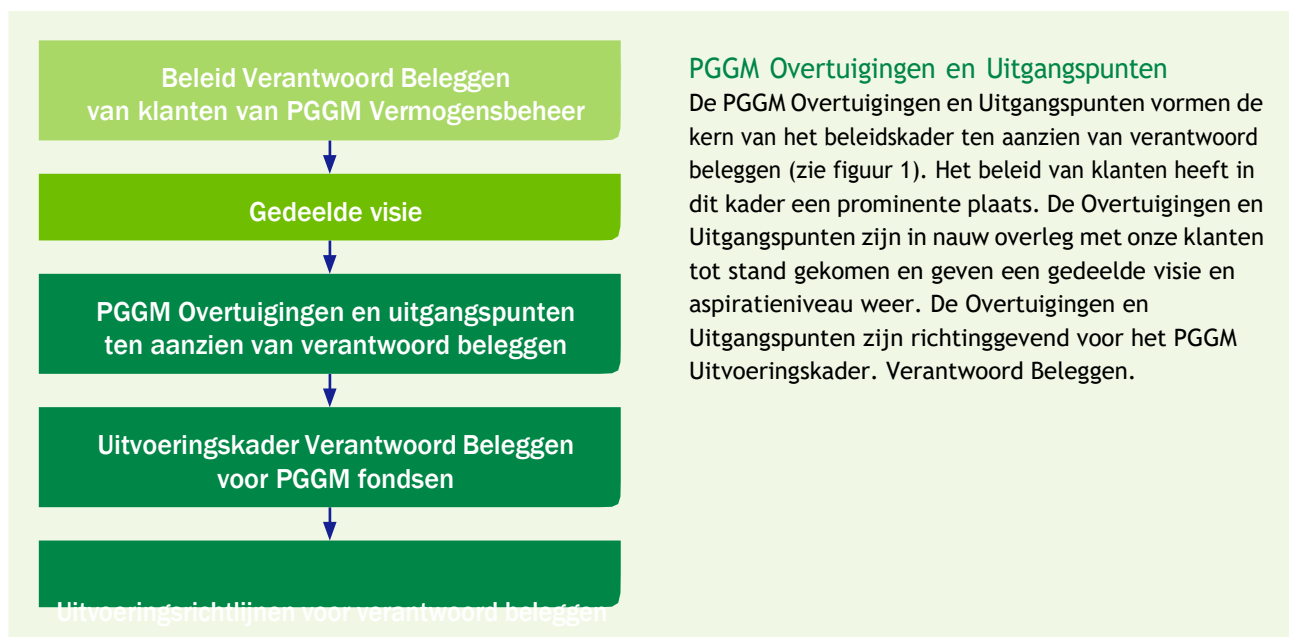 Beleid Verantwoord Beleggen
van klanten van PGGM Vermogensbeheer
Gedeelde visie
PGGM Overtuigingen en uitgangspunten
ten aanzien van verantwoord beleggen
Uitvoeringskader Verantwoord Beleggen
voor PGGM fondsen
Uitvoeringsrichtlijnen voor verantwoord beleggen
PGGM Overtuigingen en Uitgangspunten
De PGGM Overtuigingen en Uitgangspunten vormen de
kern van het beleidskader ten aanzien van verantwoord
beleggen (zie figuur 1). Het beleid van klanten heeft in
dit kader een prominente plaats. De Overtuigingen en
Uitgangspunten zijn in nauw overleg met onze klanten
tot stand gekomen en geven een gedeelde visie en
aspiratieniveau weer. De Overtuigingen en
Uitgangspunten zijn richtinggevend voor het PGGM
Uitvoeringskader. Verantwoord Beleggen.